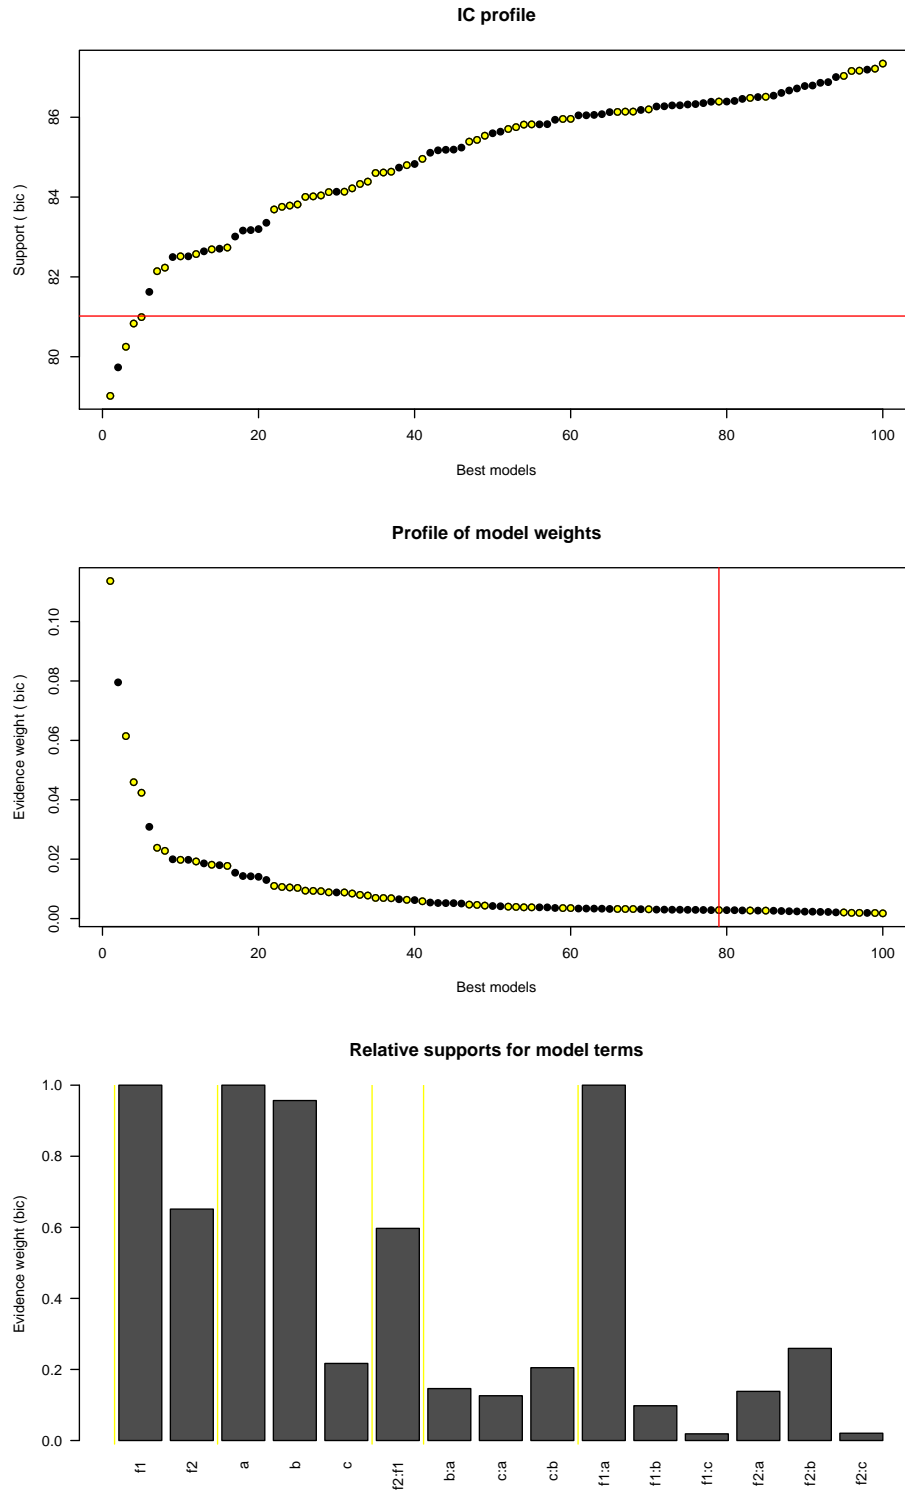 IC profile
Support ( bic )
86
84
82
80
0 20 40 60 80 100
Best models
Profile of model weights
Evidence weight ( bic )
0.10
0.08
0.06
0.04
0.02
0.00
0 20 40 60 80 100
Best models
Relative supports for model terms
Evidence weight (bic)
1.0
0.8
0.6
0.4
0.2
0.0
f1 f2 a b c f2:f1 b:a c:a c:b f1:a f1:b f1:c f2:a f2:b f2:c